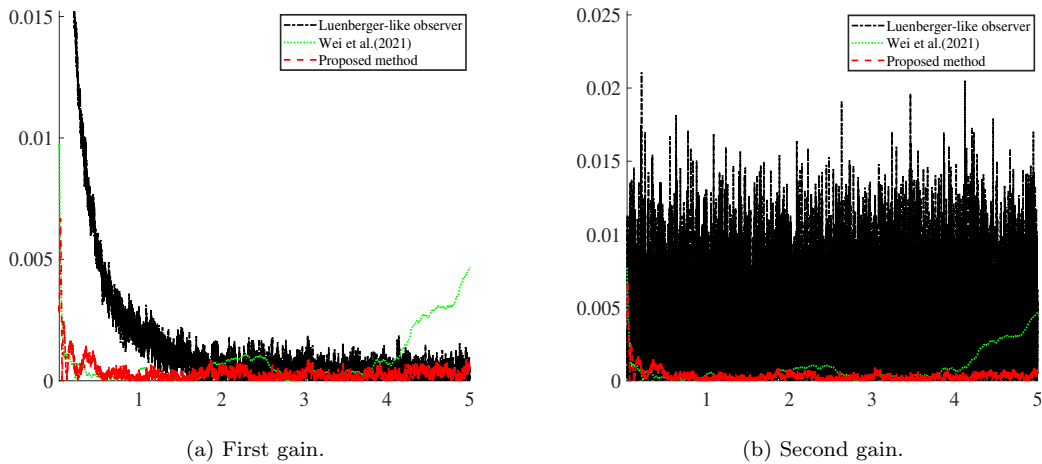 0.015
0.01
0.005
0
1
2
3
4
5
Luenberger-like observer
Wei et al.(2021)
Proposed method
(a) First gain.
0.025
0.02
0.015
0.01
0.005
0
1
2
3
4
5
Luenberger-like observer
Wei et al.(2021)
Proposed method
(b) Second gain.